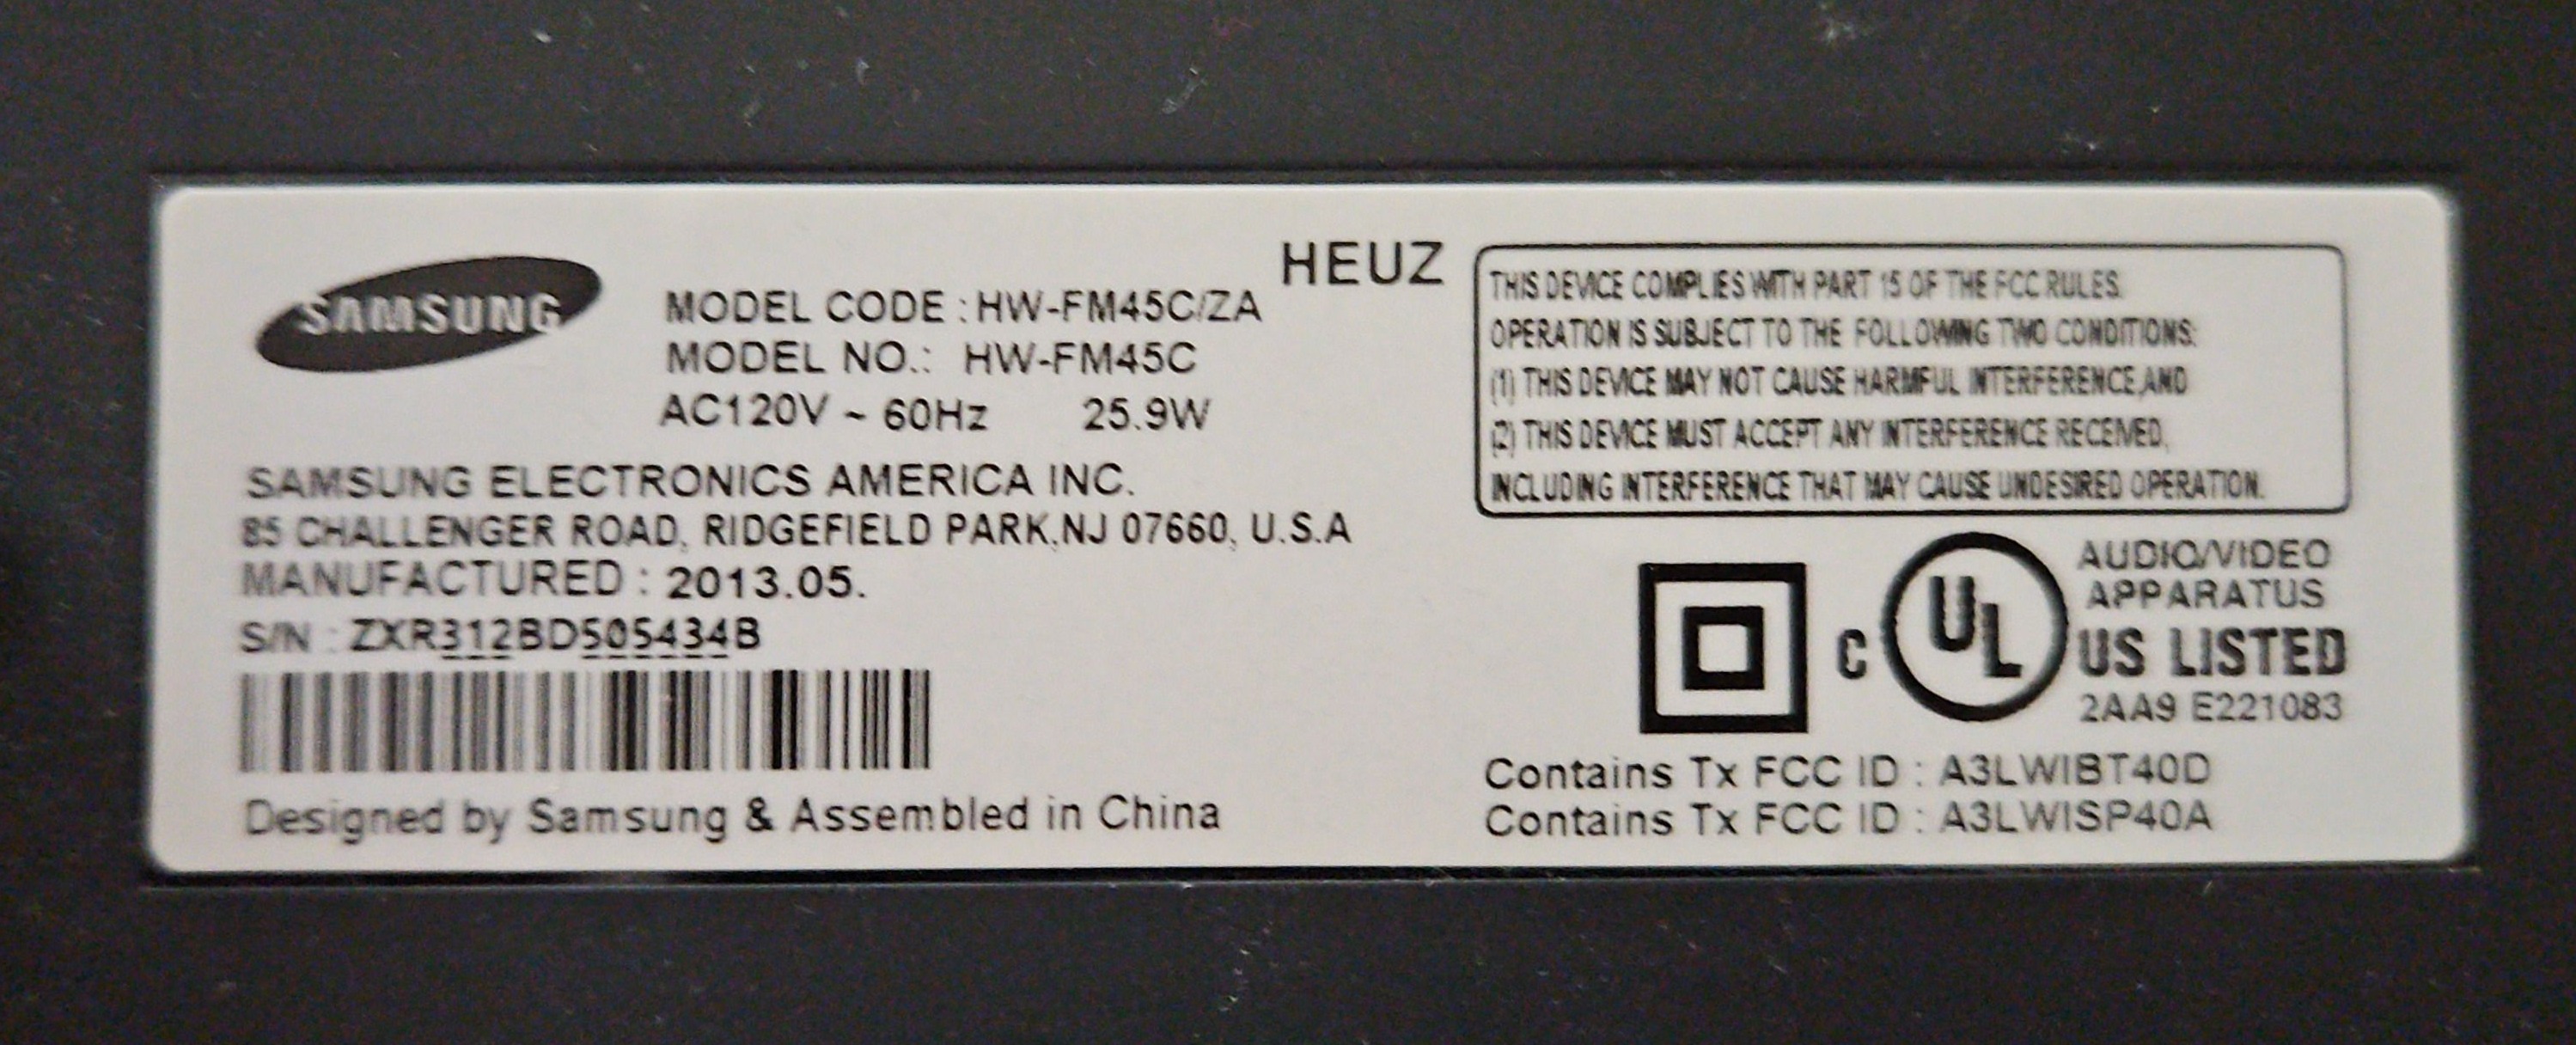 SAMSUNG
HEUZ
MODEL CODE : HW-FM45C/ZA
MODEL NO.: HW-FM45C
AC120V ~ 60Hz 25.9W
SAMSUNG ELECTRONICS AMERICA INC.
85 CHALLENGER ROAD, RIDGEFIELD PARK,NJ 07660, U.S.A
MANUFACTURED : 2013.05.
S/N : ZXR312BD505434B
Designed by Samsung & Assembled in China
THIS DEVICE COMPLIES WITH PART 15 OF THE FCC RULES.
OPERATION IS SUBJECT TO THE FOLLOWING TWO CONDITIONS:
(1) THIS DEVICE MAY NOT CAUSE HARMFUL INTERFERENCE,AND
(2) THIS DEVICE MUST ACCEPT ANY INTERFERENCE RECEIVED,
INCLUDING INTERFERENCE THAT MAY CAUSE UNDESIRED OPERATION.
C UL US LISTED
AUDIO/VIDEO
APPARATUS
2AA9 E221083
Contains Tx FCC ID : A3LWIBT40D
Contains Tx FCC ID : A3LWISP40A